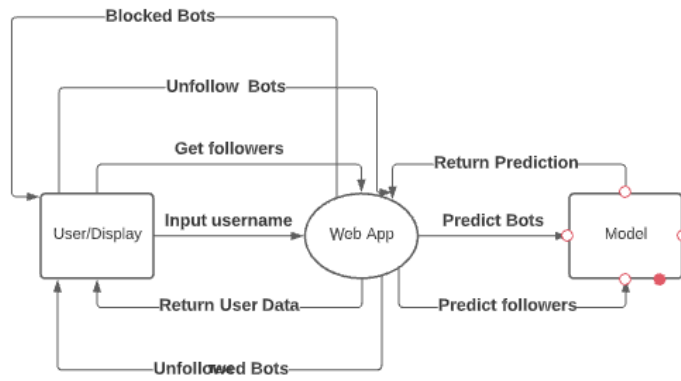 Blocked Bots
Unfollow Bots
Get followers
Return Prediction
User/Display
Input username
Web App
Predict Bots
Model
Return User Data
Predict followers
Bots